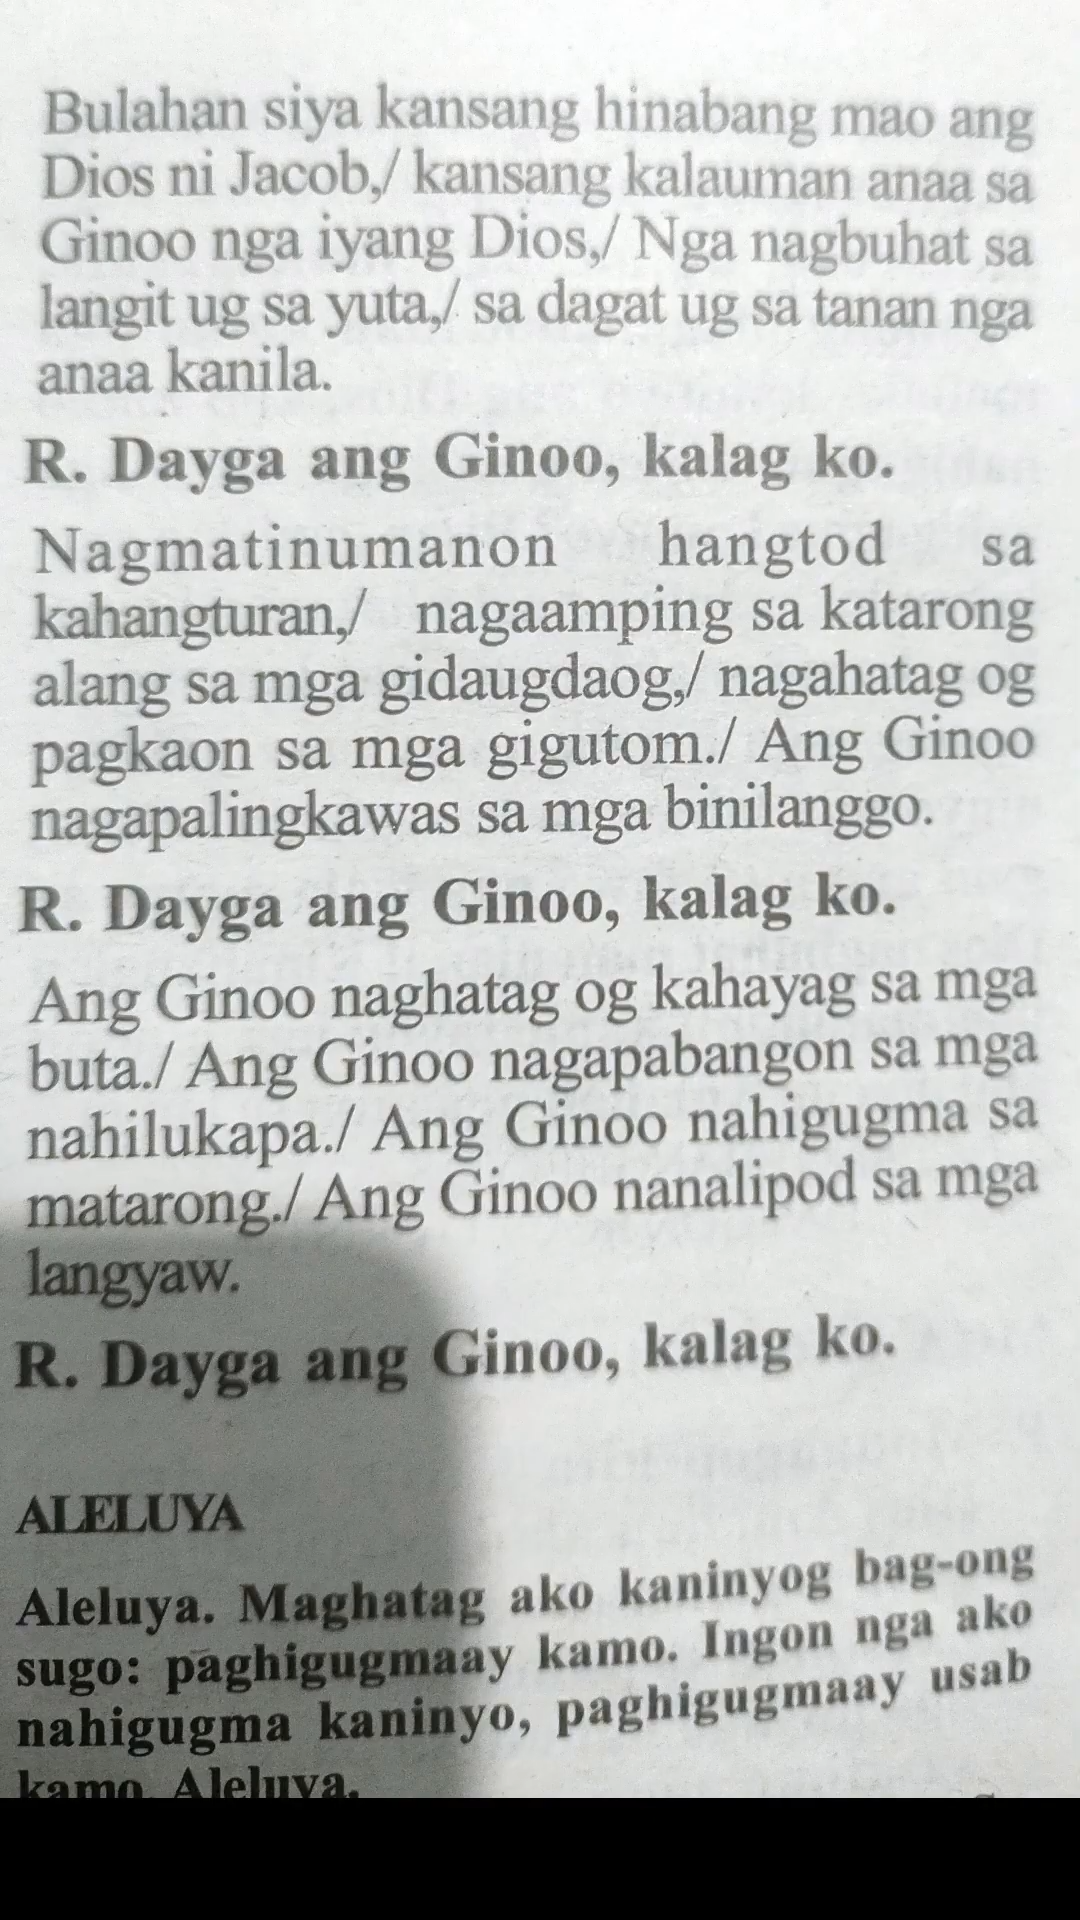 Bulahan siya kansang hinabang mao ang
Dios ni Jacob,/ kansang kalauman anaa sa
Ginoo nga iyang Dios,/ Nga nagbuhat sa
langit ug sa yuta,/ sa dagat ug sa tanan nga
anaa kanila.
R. Dayga ang Ginoo, kalag ko.
Nagmatinumanon hangtod sa
kahangturan,/ nagaamping sa katarong
alang sa mga gidaugdaog,/ nagahatag og
pagkaon sa mga gigutom./ Ang Ginoo
nagapalingkawas sa mga binilanggo.
R. Dayga ang Ginoo, kalag ko.
Ang Ginoo naghatag og kahayag sa mga
buta./ Ang Ginoo nagapabangon sa mga
nahilukapa./ Ang Ginoo nahigugma sa
matarong./ Ang Ginoo nanalipod sa mga
langyaw.
R. Dayga ang Ginoo, kalag ko.
ALELUYA
Aleluya. Maghatag ako kaninyog bag-ong
sugo: paghigugmaay kamo. Ingon nga ako
nahigugma kaninyo, paghigugmaay usab
kamo. Aleluya.